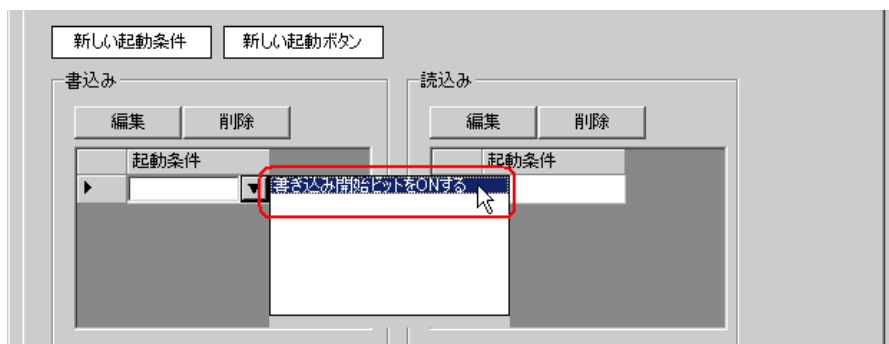 新しい起動条件 新しい起動ボタン
書込み 読込み
編集 削除 編集 削除
起動条件 起動条件
書き込み開始ビットをONする